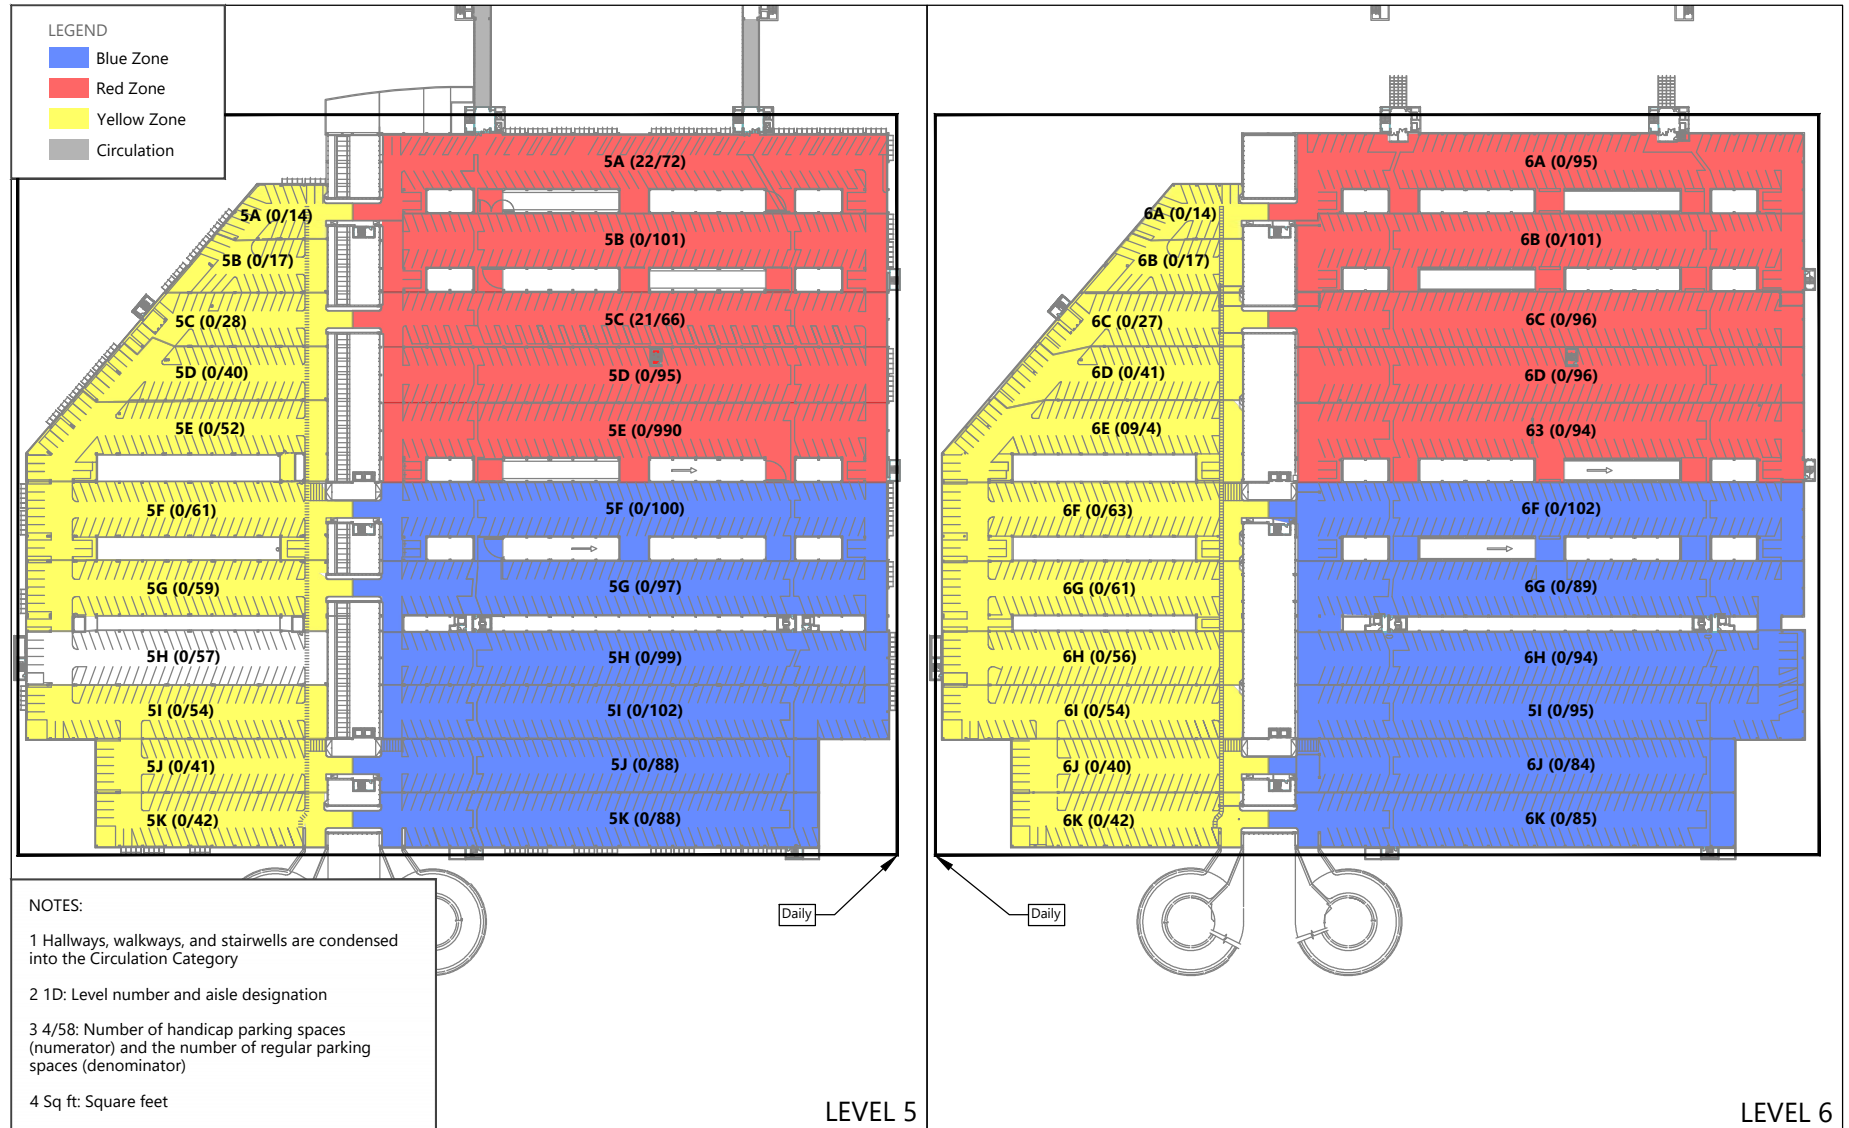 LEGEND
Blue Zone
Red Zone
Yellow Zone
Circulation
5A (22/72)
5A (0/14)
5B (0/101)
5B (0/17)
5C (21/66)
5C (0/28)
5D (0/95)
5D (0/40)
5E (0/990
5E (0/52)
5F (0/100)
5F (0/61)
5G (0/97)
5G (0/59)
5H (0/99)
5H (0/57)
5I (0/102)
5I (0/54)
5J (0/88)
5J (0/41)
5K (0/88)
5K (0/42)
Daily
NOTES:
1 Hallways, walkways, and stairwells are condensed
into the Circulation Category
2 1D: Level number and aisle designation
3 4/58: Number of handicap parking spaces
(numerator) and the number of regular parking
spaces (denominator)
4 Sq ft: Square feet
LEVEL 5
6A (0/95)
6A (0/14)
6B (0/101)
6B (0/17)
6C (0/96)
6C (0/27)
6D (0/96)
6D (0/41)
63 (0/94)
6E (09/4)
6F (0/102)
6F (0/63)
6G (0/89)
6G (0/61)
6H (0/94)
6H (0/56)
5I (0/95)
6I (0/54)
6J (0/84)
6J (0/40)
6K (0/85)
6K (0/42)
Daily
LEVEL 6